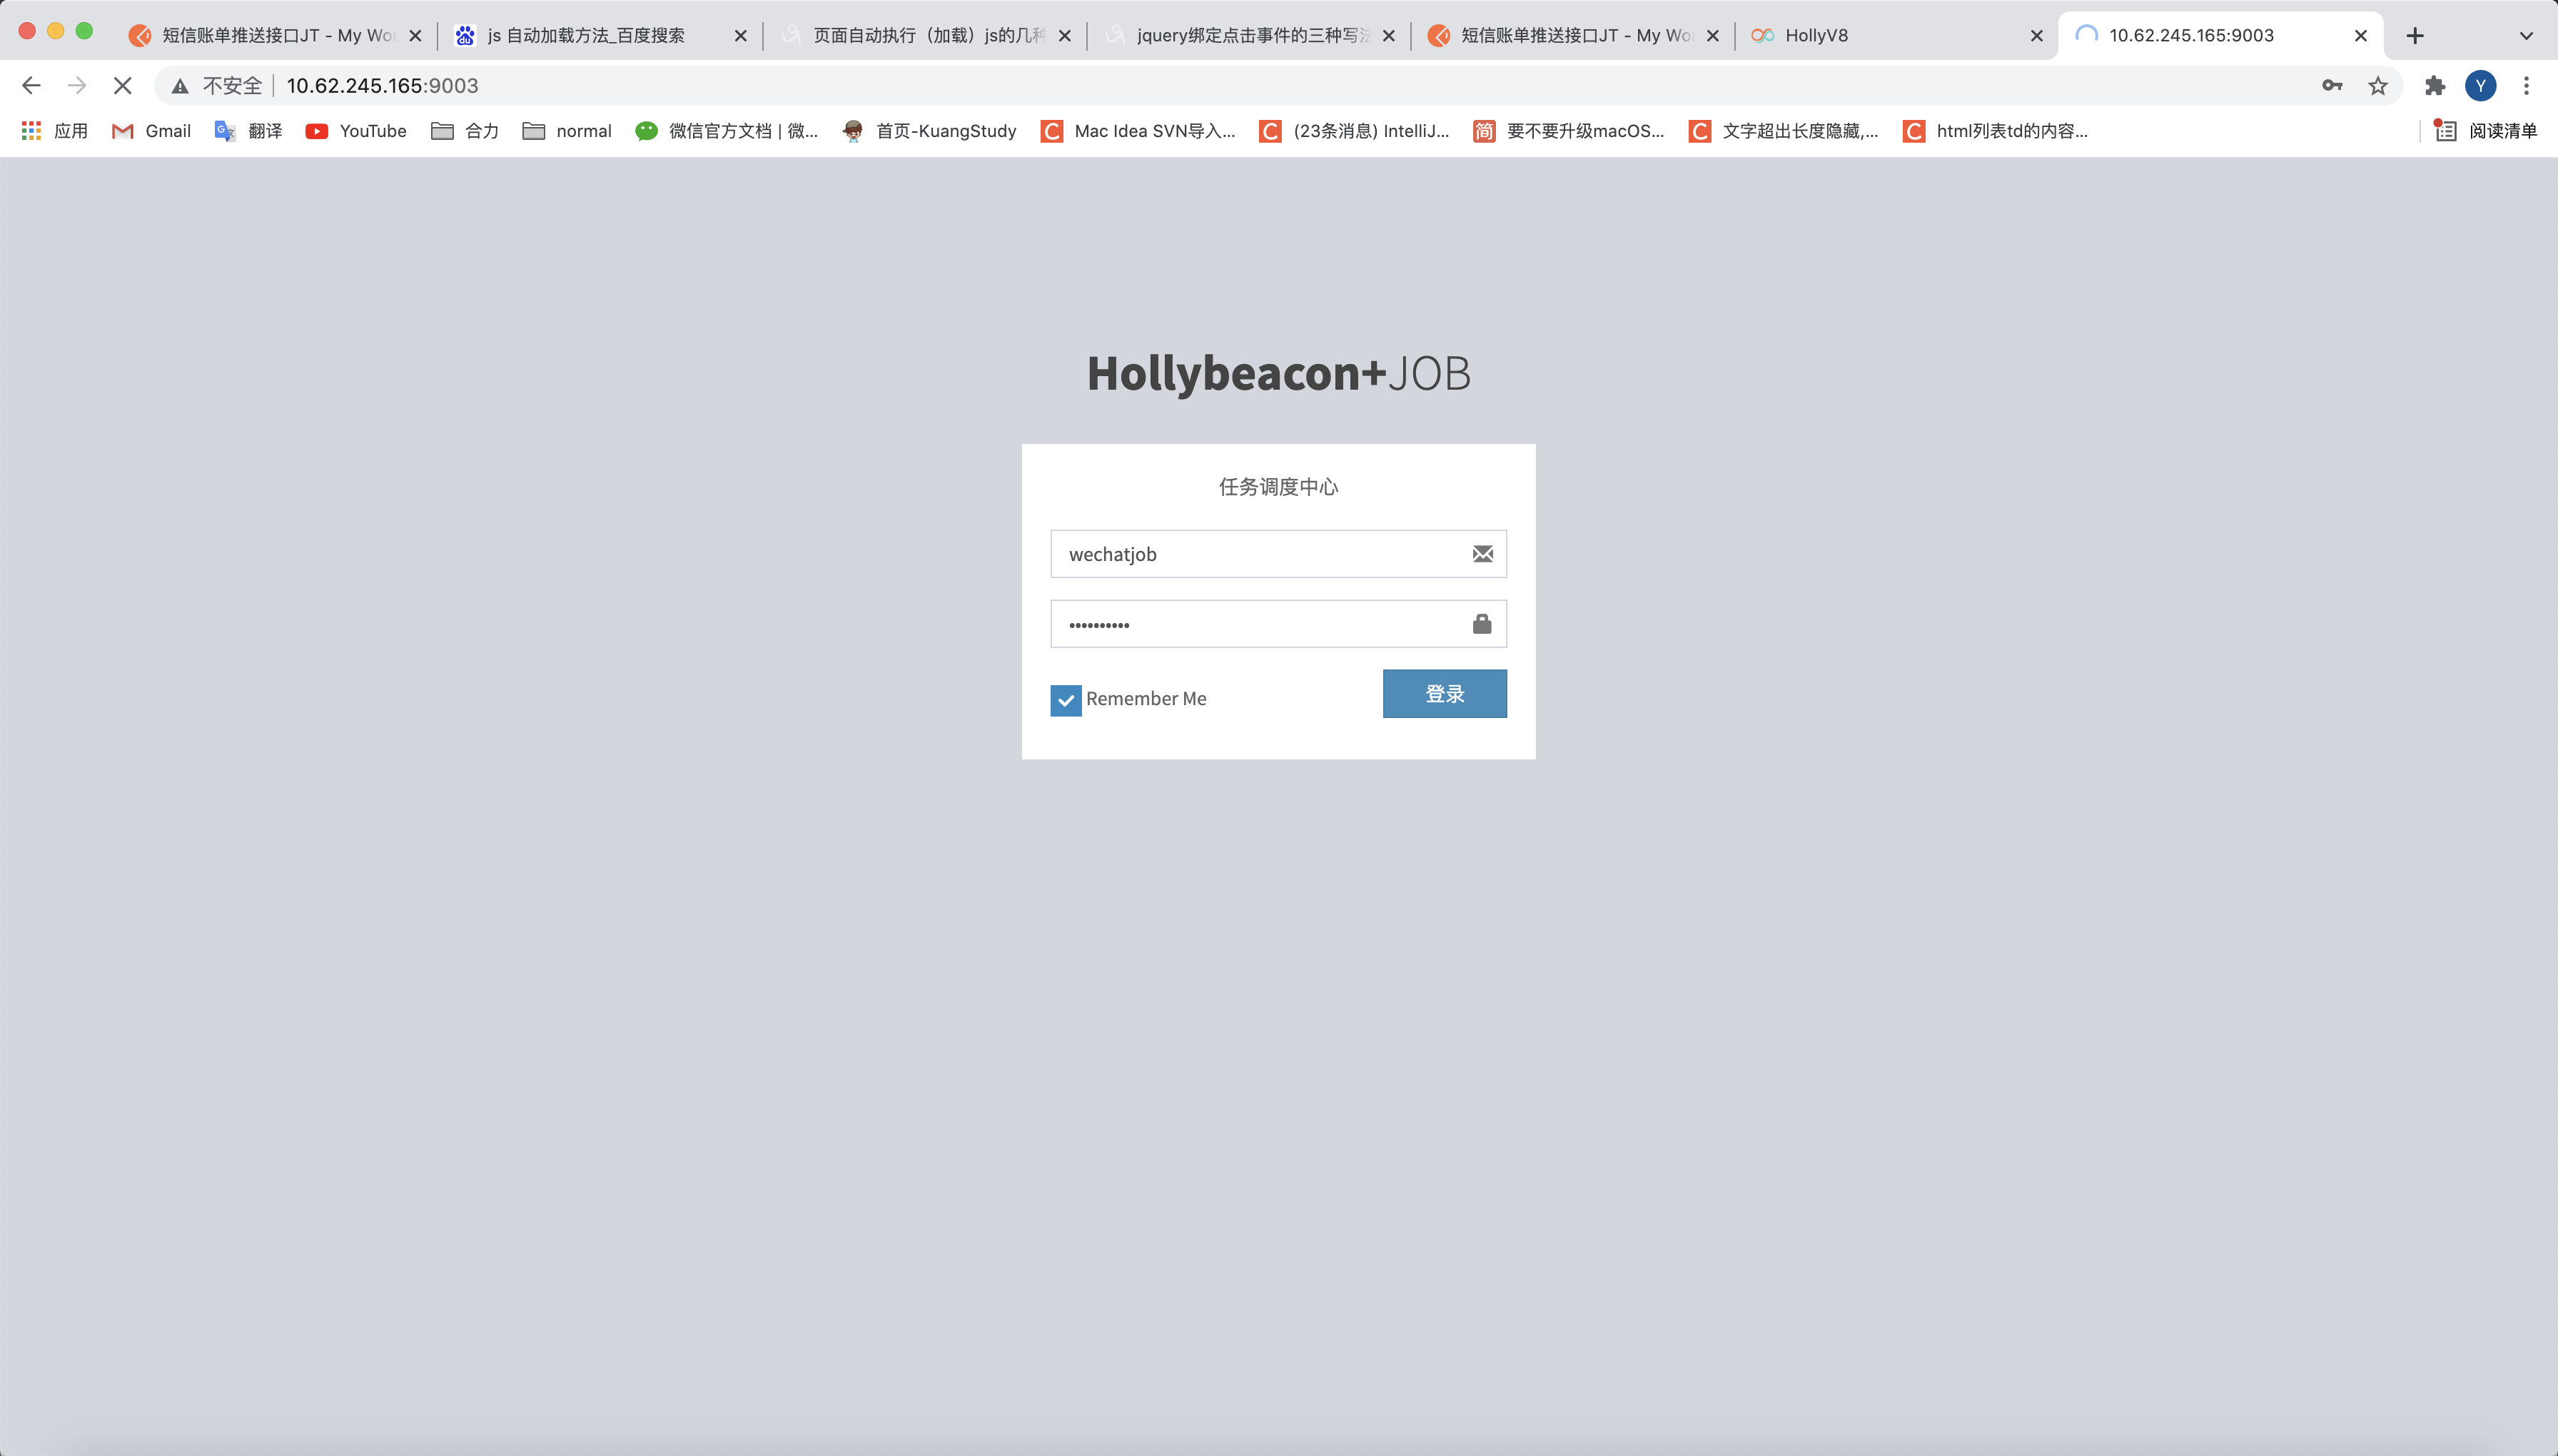 短信账单推送接口JT - My Wor
js 自动加载方法_百度搜索
页面自动执行（加载）js的几种
jquery绑定点击事件的三种写法
短信账单推送接口JT - My Wor
HollyV8
10.62.245.165:9003
不安全
10.62.245.165:9003
Y
应用
Gmail
翻译
YouTube
合力
normal
微信官方文档 | 微...
首页-KuangStudy
Mac Idea SVN导入...
(23条消息) IntelliJ...
要不要升级macOS...
文字超出长度隐藏,...
html列表td的内容...
阅读清单
Hollybeacon+JOB
任务调度中心
wechatjob
••••••••••
Remember Me
登录